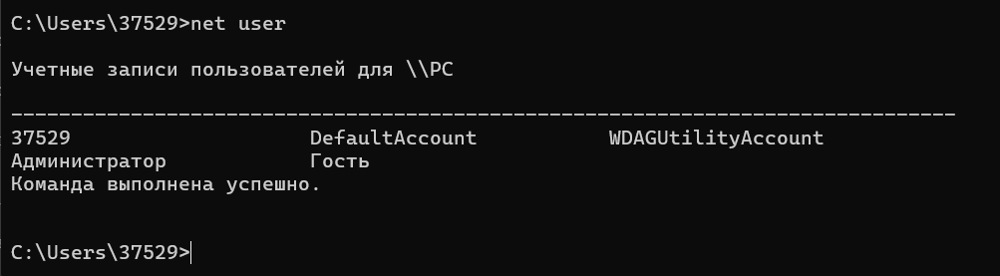 C:\Users\37529>net user
Учетные записи пользователей для \\PC
-------------------------------------------------------------------------------
37529                    DefaultAccount           WDAGUtilityAccount
Администратор            Гость
Команда выполнена успешно.
C:\Users\37529>